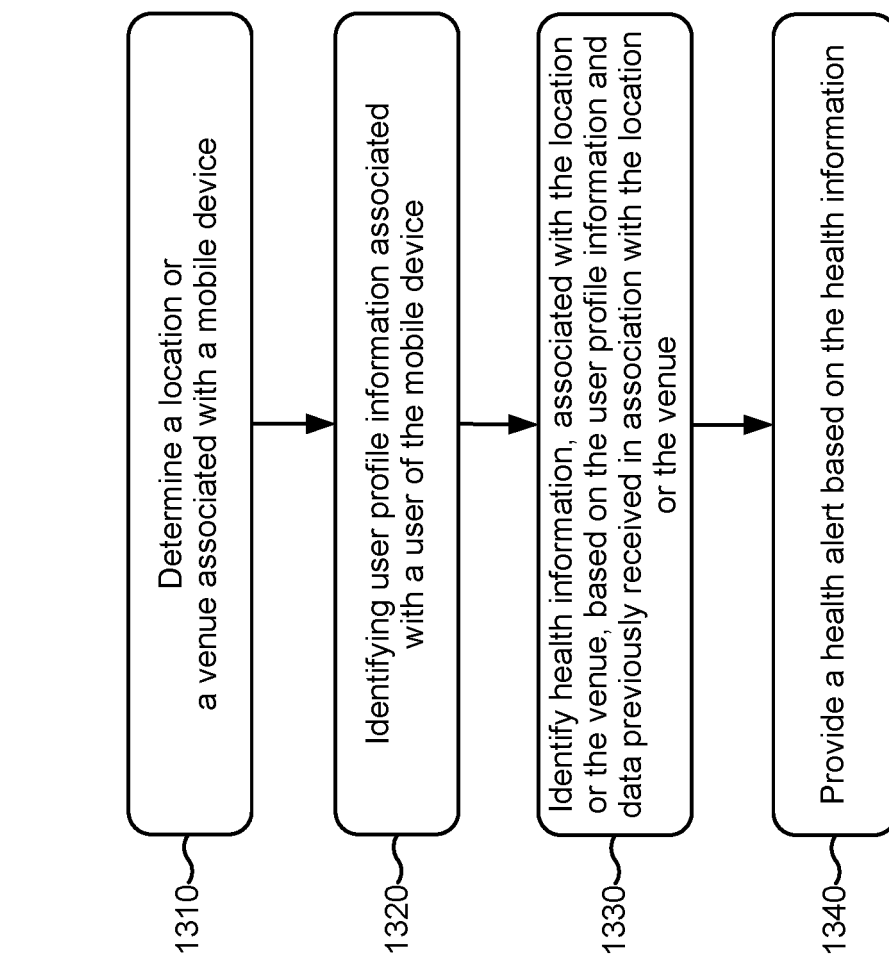 1310
Determine a location or
a venue associated with a mobile device
1320
Identifying user profile information associated
with a user of the mobile device
1330
Identify health information, associated with the location
or the venue, based on the user profile information and
data previously received in association with the location
or the venue
1340
Provide a health alert based on the health information